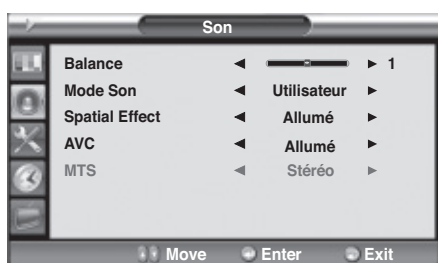 Son
Balance 1
Mode Son Utilisateur
Spatial Effect Allumé
AVC Allumé
MTS Stéréo
Move Enter Exit